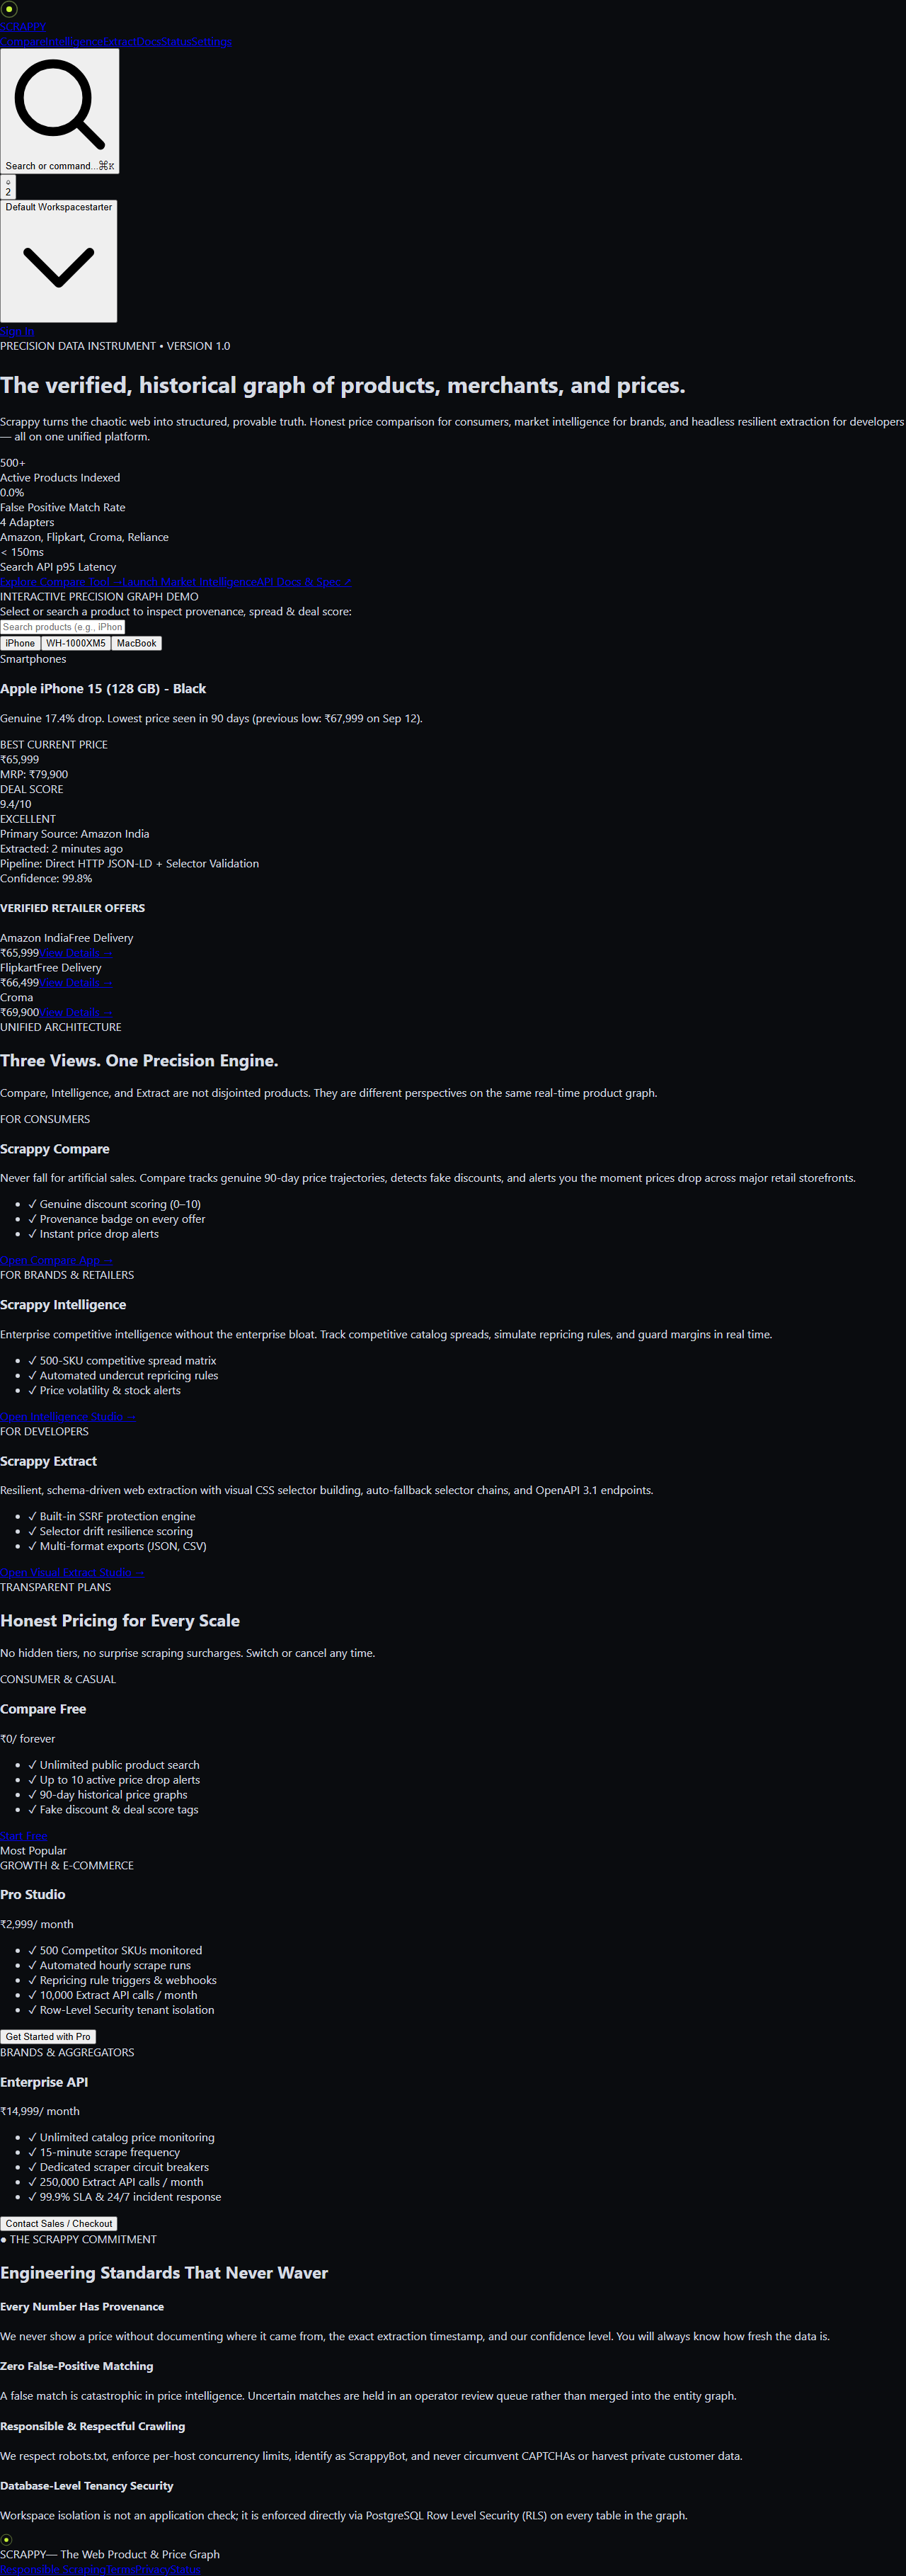 SCRAPPY
CompareIntelligenceExtractDocsStatusSettings
Search or command...⌘K
2
Default Workspacestarter
Sign In
PRECISION DATA INSTRUMENT • VERSION 1.0
The verified, historical graph of products, merchants, and prices.
Scrappy turns the chaotic web into structured, provable truth. Honest price comparison for consumers, market intelligence for brands, and headless resilient extraction for developers
— all on one unified platform.
500+
Active Products Indexed
0.0%
False Positive Match Rate
4 Adapters
Amazon, Flipkart, Croma, Reliance
< 150ms
Search API p95 Latency
Explore Compare Tool →Launch Market IntelligenceAPI Docs & Spec ↗
INTERACTIVE PRECISION GRAPH DEMO
Select or search a product to inspect provenance, spread & deal score:
Search products (e.g., iPhon
iPhone WH-1000XM5 MacBook
Smartphones
Apple iPhone 15 (128 GB) - Black
Genuine 17.4% drop. Lowest price seen in 90 days (previous low: ₹67,999 on Sep 12).
BEST CURRENT PRICE
₹65,999
MRP: ₹79,900
DEAL SCORE
9.4/10
EXCELLENT
Primary Source: Amazon India
Extracted: 2 minutes ago
Pipeline: Direct HTTP JSON-LD + Selector Validation
Confidence: 99.8%
VERIFIED RETAILER OFFERS
Amazon IndiaFree Delivery
₹65,999View Details →
FlipkartFree Delivery
₹66,499View Details →
Croma
₹69,900View Details →
UNIFIED ARCHITECTURE
Three Views. One Precision Engine.
Compare, Intelligence, and Extract are not disjointed products. They are different perspectives on the same real-time product graph.
FOR CONSUMERS
Scrappy Compare
Never fall for artificial sales. Compare tracks genuine 90-day price trajectories, detects fake discounts, and alerts you the moment prices drop across major retail storefronts.
• ✓ Genuine discount scoring (0–10)
• ✓ Provenance badge on every offer
• ✓ Instant price drop alerts
Open Compare App →
FOR BRANDS & RETAILERS
Scrappy Intelligence
Enterprise competitive intelligence without the enterprise bloat. Track competitive catalog spreads, simulate repricing rules, and guard margins in real time.
• ✓ 500-SKU competitive spread matrix
• ✓ Automated undercut repricing rules
• ✓ Price volatility & stock alerts
Open Intelligence Studio →
FOR DEVELOPERS
Scrappy Extract
Resilient, schema-driven web extraction with visual CSS selector building, auto-fallback selector chains, and OpenAPI 3.1 endpoints.
• ✓ Built-in SSRF protection engine
• ✓ Selector drift resilience scoring
• ✓ Multi-format exports (JSON, CSV)
Open Visual Extract Studio →
TRANSPARENT PLANS
Honest Pricing for Every Scale
No hidden tiers, no surprise scraping surcharges. Switch or cancel any time.
CONSUMER & CASUAL
Compare Free
₹0/ forever
• ✓ Unlimited public product search
• ✓ Up to 10 active price drop alerts
• ✓ 90-day historical price graphs
• ✓ Fake discount & deal score tags
Start Free
Most Popular
GROWTH & E-COMMERCE
Pro Studio
₹2,999/ month
• ✓ 500 Competitor SKUs monitored
• ✓ Automated hourly scrape runs
• ✓ Repricing rule triggers & webhooks
• ✓ 10,000 Extract API calls / month
• ✓ Row-Level Security tenant isolation
Get Started with Pro
BRANDS & AGGREGATORS
Enterprise API
₹14,999/ month
• ✓ Unlimited catalog price monitoring
• ✓ 15-minute scrape frequency
• ✓ Dedicated scraper circuit breakers
• ✓ 250,000 Extract API calls / month
• ✓ 99.9% SLA & 24/7 incident response
Contact Sales / Checkout
● THE SCRAPPY COMMITMENT
Engineering Standards That Never Waver
Every Number Has Provenance
We never show a price without documenting where it came from, the exact extraction timestamp, and our confidence level. You will always know how fresh the data is.
Zero False-Positive Matching
A false match is catastrophic in price intelligence. Uncertain matches are held in an operator review queue rather than merged into the entity graph.
Responsible & Respectful Crawling
We respect robots.txt, enforce per-host concurrency limits, identify as ScrappyBot, and never circumvent CAPTCHAs or harvest private customer data.
Database-Level Tenancy Security
Workspace isolation is not an application check; it is enforced directly via PostgreSQL Row Level Security (RLS) on every table in the graph.
SCRAPPY— The Web Product & Price Graph
Responsible ScrapingTermsPrivacyStatus